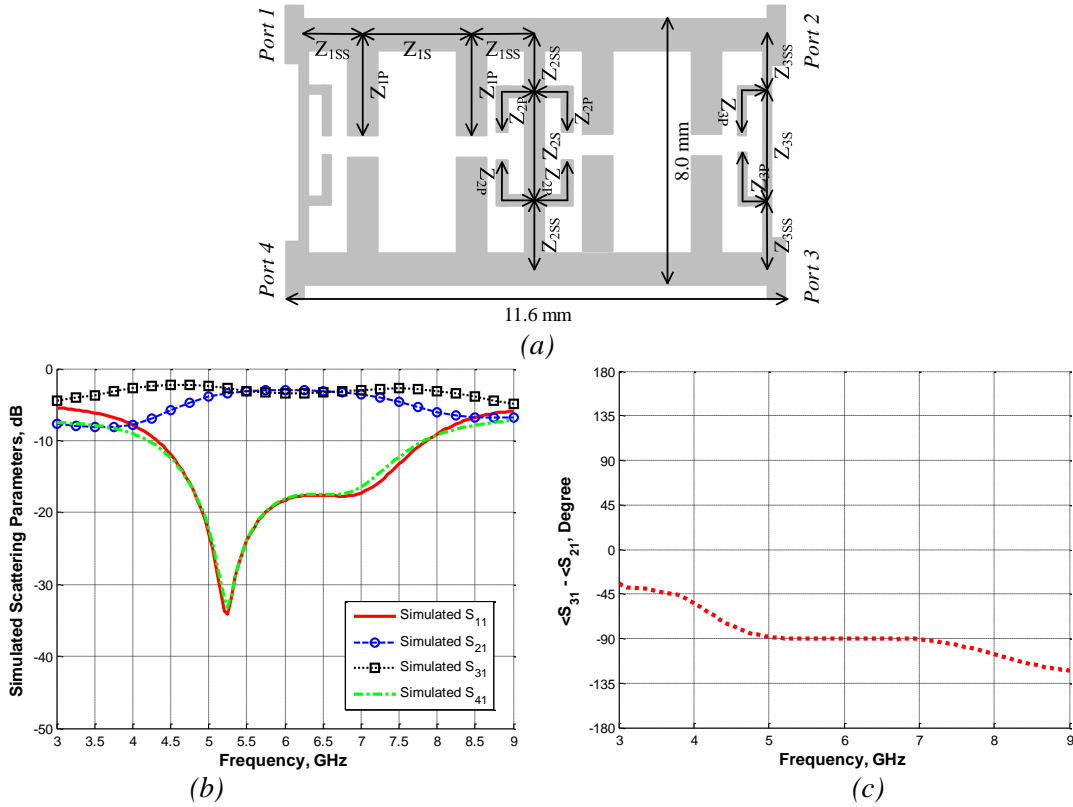 Port 1
Port 2
Z1SS
Z1S
Z1SS
Z2SS
Z3SS
Z1P
Z1P
Z2P
Z2P
Z3P
Z2S
8.0 mm
Z3S
Z2P
Z2P
Z3P
Z2SS
Z3SS
Port 4
Port 3
11.6 mm
(a)
Simulated Scattering Parameters, dB
0
-10
-20
-30
-40
-50
Simulated S11
Simulated S21
Simulated S31
Simulated S41
3 3.5 4 4.5 5 5.5 6 6.5 7 7.5 8 8.5 9
Frequency, GHz
(b)
<S31 - <S21, Degree
180
135
90
45
0
-45
-90
-135
-180
3 4 5 6 7 8 9
Frequency, GHz
(c)